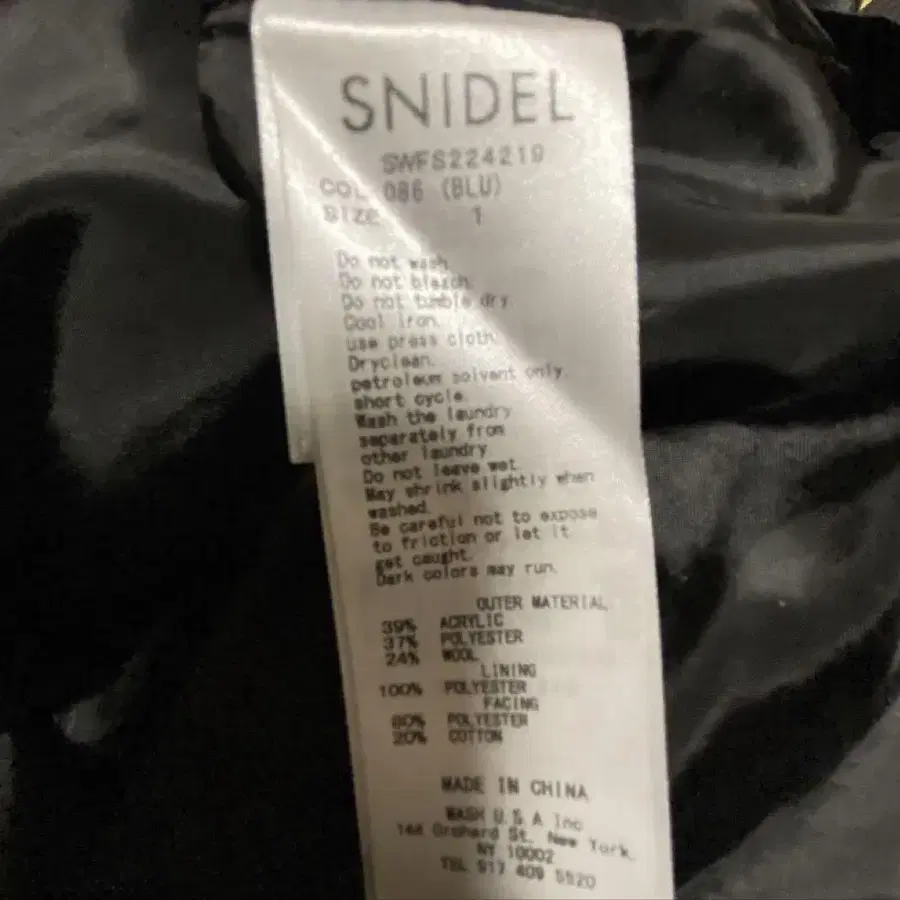 SNIDEL
SWFS224219
COL 086 (BLU)
SIZE 1
Do not wash.
Do not bleach.
Do not tumble dry
Cool iron.
use press cloth.
Dryclean.
petroleum solvent only.
short cycle.
Wash the laundry
separately from
other laundry
Do not leave wet.
May shrink slightly when
washed.
Be careful not to expose
to friction or let it
get caught.
Dark colors may run.
OUTER MATERIAL
39% ACRYLIC
37% POLYESTER
24% WOOL
LINING
100% POLYESTER
FACING
80% POLYESTER
20% COTTON
MADE IN CHINA
MASH U.S.A Inc
Orchard St. New York.
NY 10002
TEL 917 409 5520